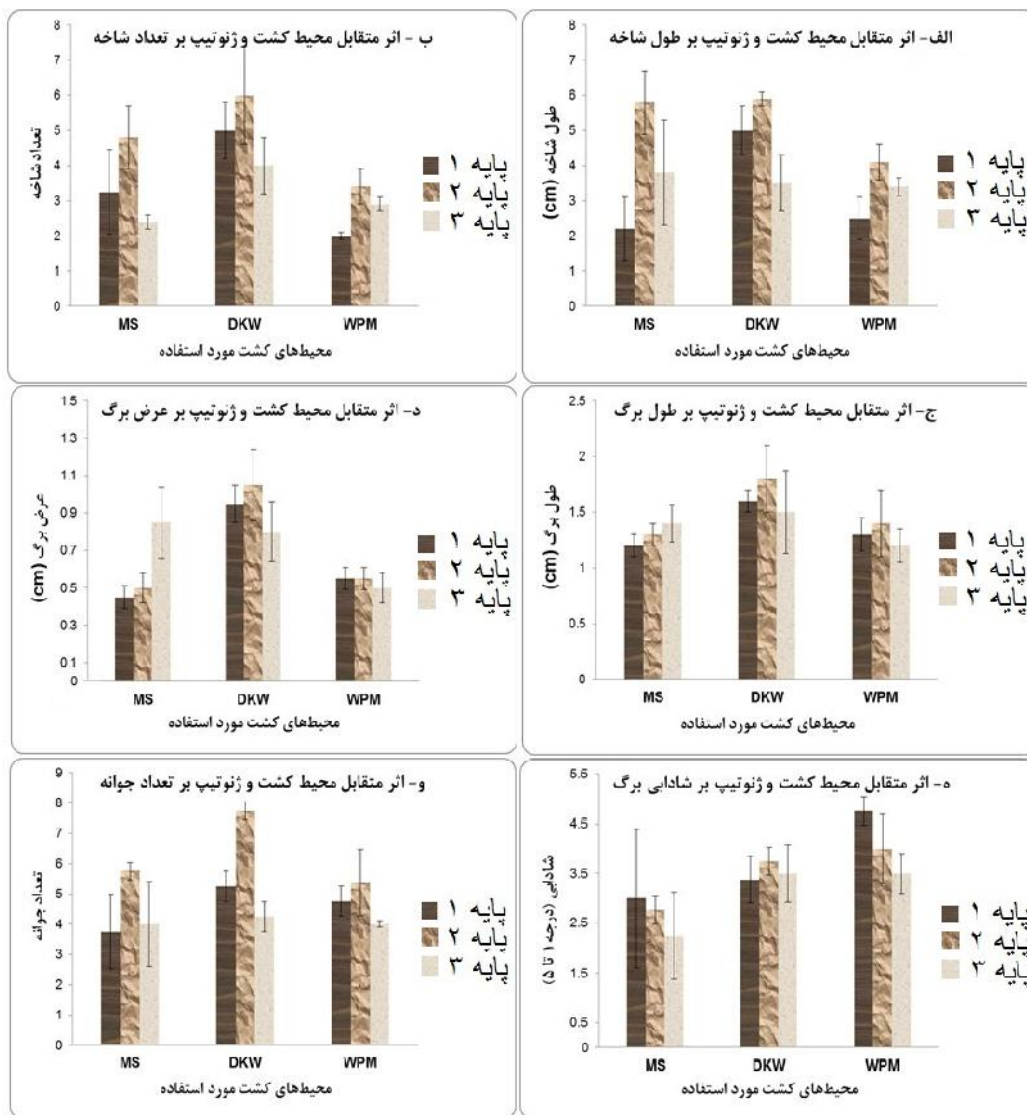 الف- اثر متقابل محیط کشت و ژنوتیپ بر طول شاخه
طول شاخه (cm)
8
7
6
5
4
3
2
1
0
MS DKW WPM
محیط‌های کشت مورد استفاده
پایه ۱
پایه ۲
پایه ۳
ب - اثر متقابل محیط کشت و ژنوتیپ بر تعداد شاخه
تعداد شاخه
8
7
6
5
4
3
2
1
0
MS DKW WPM
محیط‌های کشت مورد استفاده
پایه ۱
پایه ۲
پایه ۳
ج- اثر متقابل محیط کشت و ژنوتیپ بر طول برگ
طول برگ (cm)
2.5
2
1.5
1
0.5
0
MS DKW WPM
محیط‌های کشت مورد استفاده
پایه ۱
پایه ۲
پایه ۳
د- اثر متقابل محیط کشت و ژنوتیپ بر عرض برگ
عرض برگ (cm)
1.5
1.3
1.1
0.9
0.7
0.5
0.3
0.1
0
MS DKW WPM
محیط‌های کشت مورد استفاده
پایه ۱
پایه ۲
پایه ۳
ه- اثر متقابل محیط کشت و ژنوتیپ بر شادابی برگ
شادابی (درجه ۱ تا ۵)
5.5
4.5
3.5
2.5
1.5
0.5
0
MS DKW WPM
محیط‌های کشت مورد استفاده
پایه ۱
پایه ۲
پایه ۳
و- اثر متقابل محیط کشت و ژنوتیپ بر تعداد جوانه
تعداد جوانه
9
8
7
6
5
4
3
2
1
0
MS DKW WPM
محیط‌های کشت مورد استفاده
پایه ۱
پایه ۲
پایه ۳